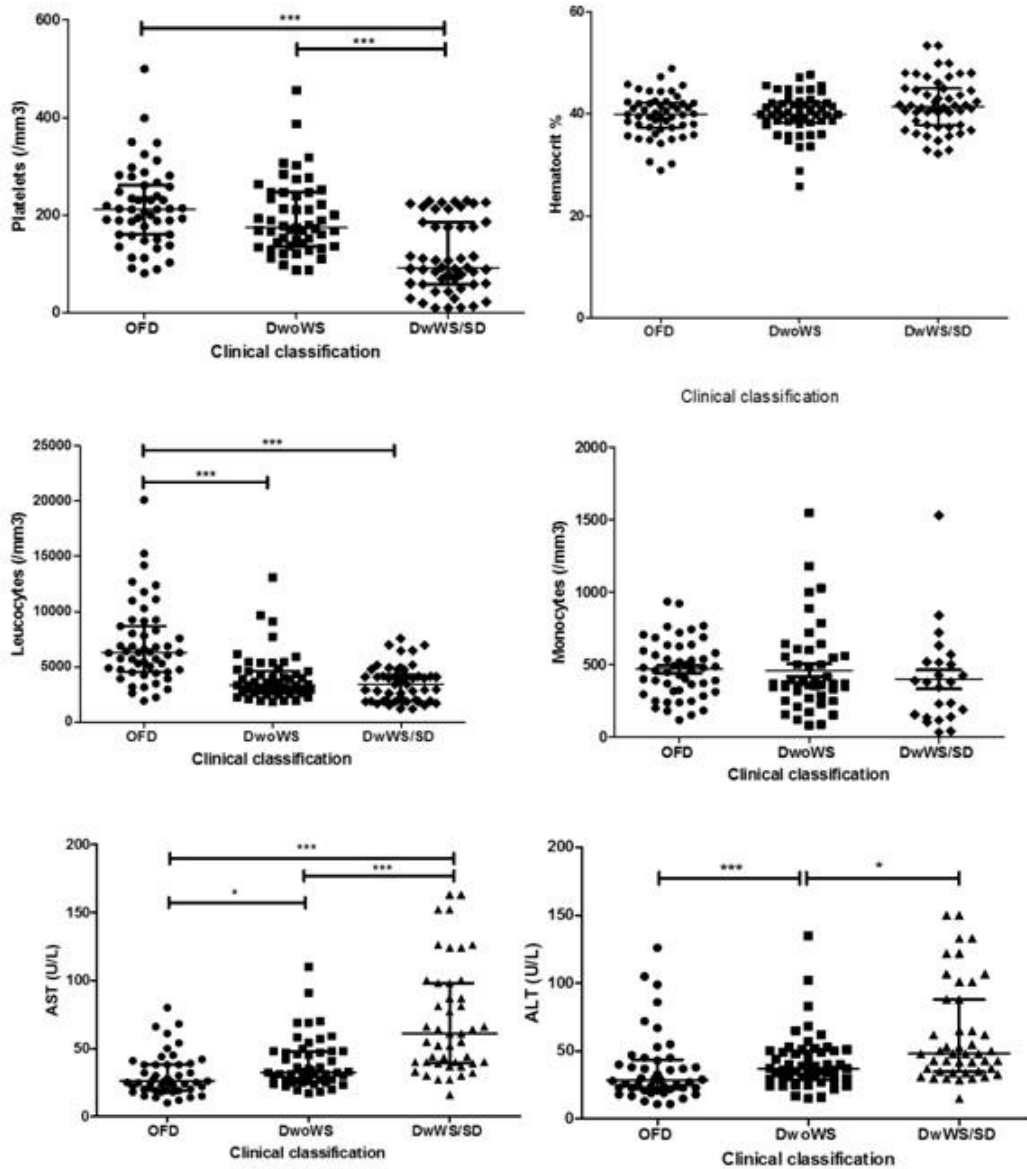 600
***
***
400
200
0
Platelets (/mm3)
OFD DwoWS DwWS/SD
Clinical classification
60
40
20
0
Hematocrit %
OFD DwoWS DwWS/SD
Clinical classification
25000
***
***
20000
15000
10000
5000
0
Leucocytes (/mm3)
OFD DwoWS DwWS/SD
Clinical classification
2000
1500
1000
500
0
Monocytes (/mm3)
OFD DwoWS DwWS/SD
Clinical classification
200
***
***
*
150
100
50
0
AST (U/L)
OFD DwoWS DwWS/SD
Clinical classification
200
***
*
150
100
50
0
ALT (U/L)
OFD DwoWS DwWS/SD
Clinical classification